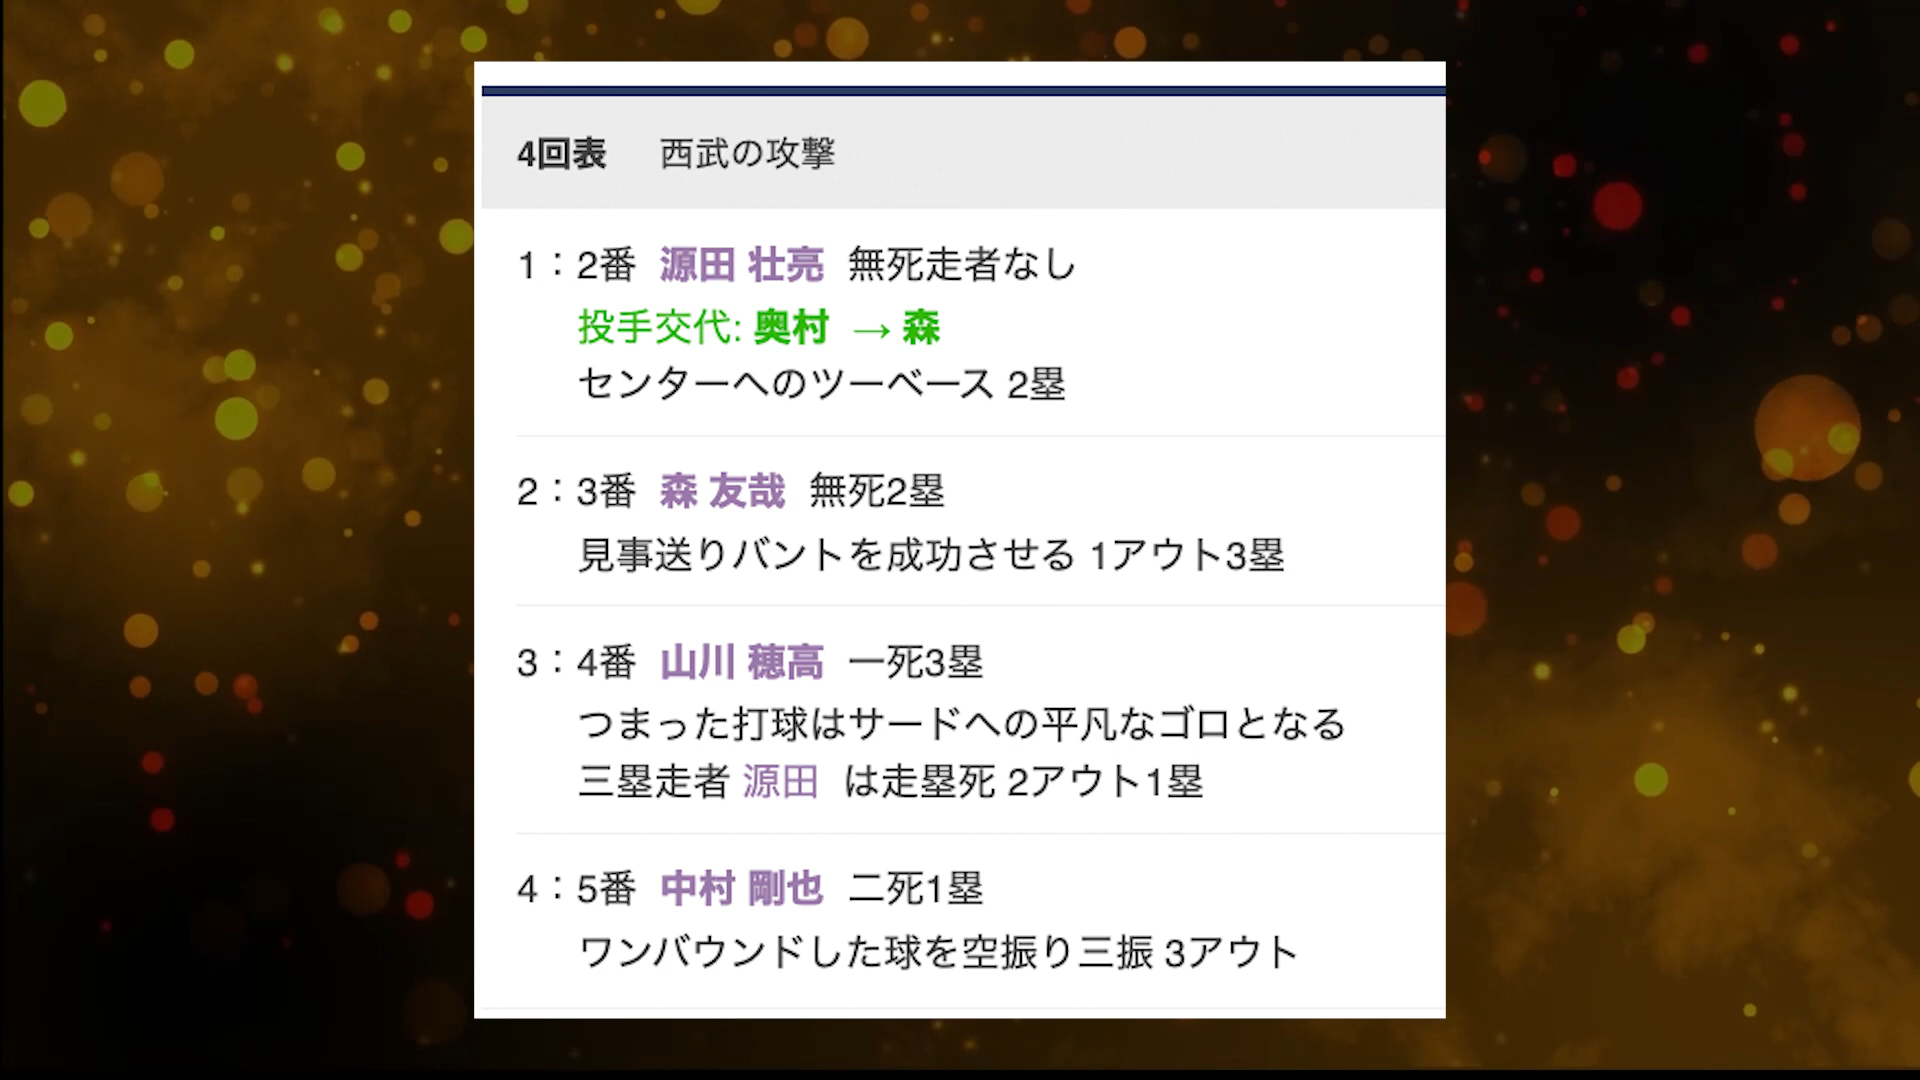 4回表 西武の攻撃
1：2番 源田 壮亮 無死走者なし
投手交代: 奥村 → 森
センターへのツーベース 2塁
2：3番 森 友哉 無死2塁
見事送りバントを成功させる 1アウト3塁
3：4番 山川 穂高 一死3塁
つまった打球はサードへの平凡なゴロとなる
三塁走者 源田 は走塁死 2アウト1塁
4：5番 中村 剛也 二死1塁
ワンバウンドした球を空振り三振 3アウト